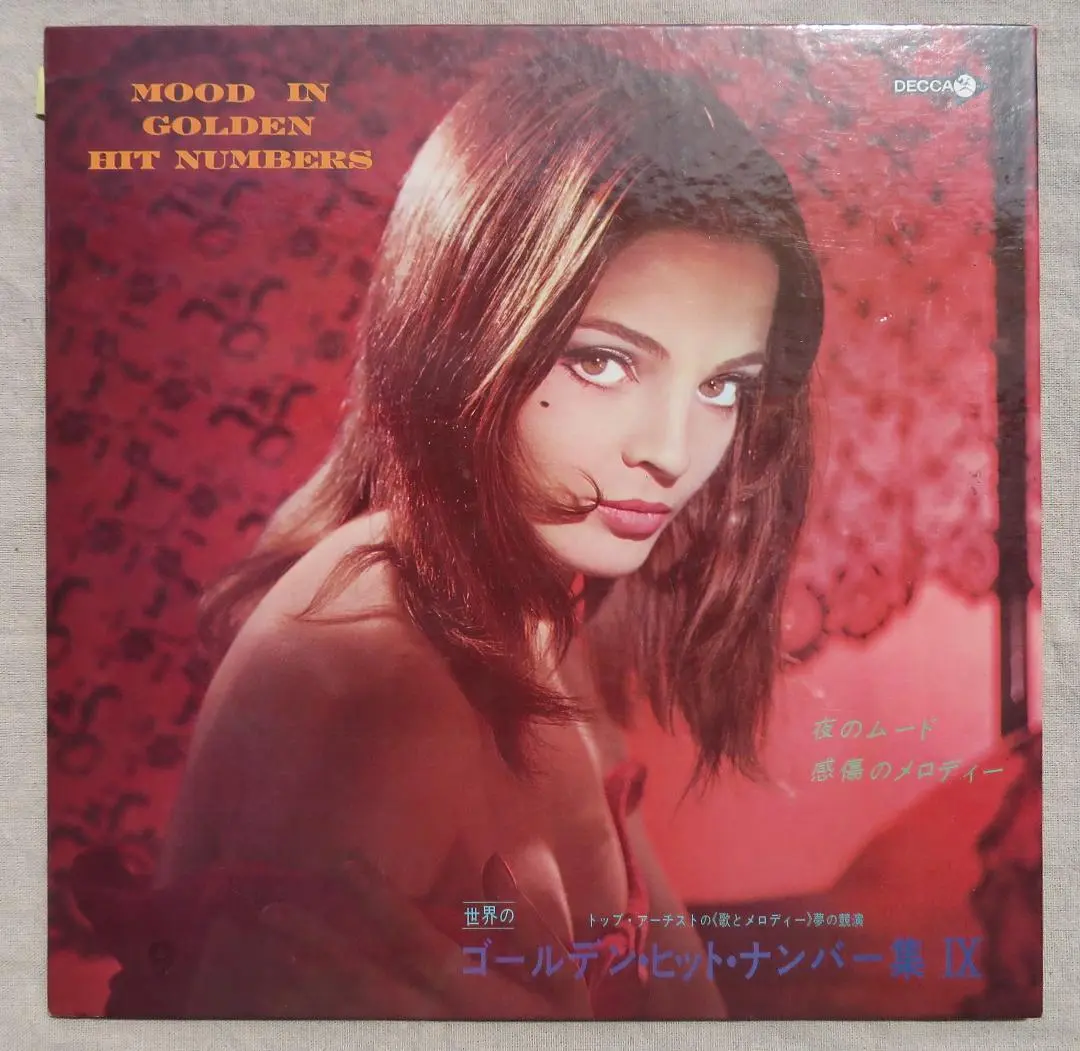 MOOD IN
GOLDEN
HIT NUMBERS
DECCA
夜のムード
感傷のメロディー
世界の
トップ・アーチストの《歌とメロディー》夢の競演
ゴールデン・ヒット・ナンバー集 IX